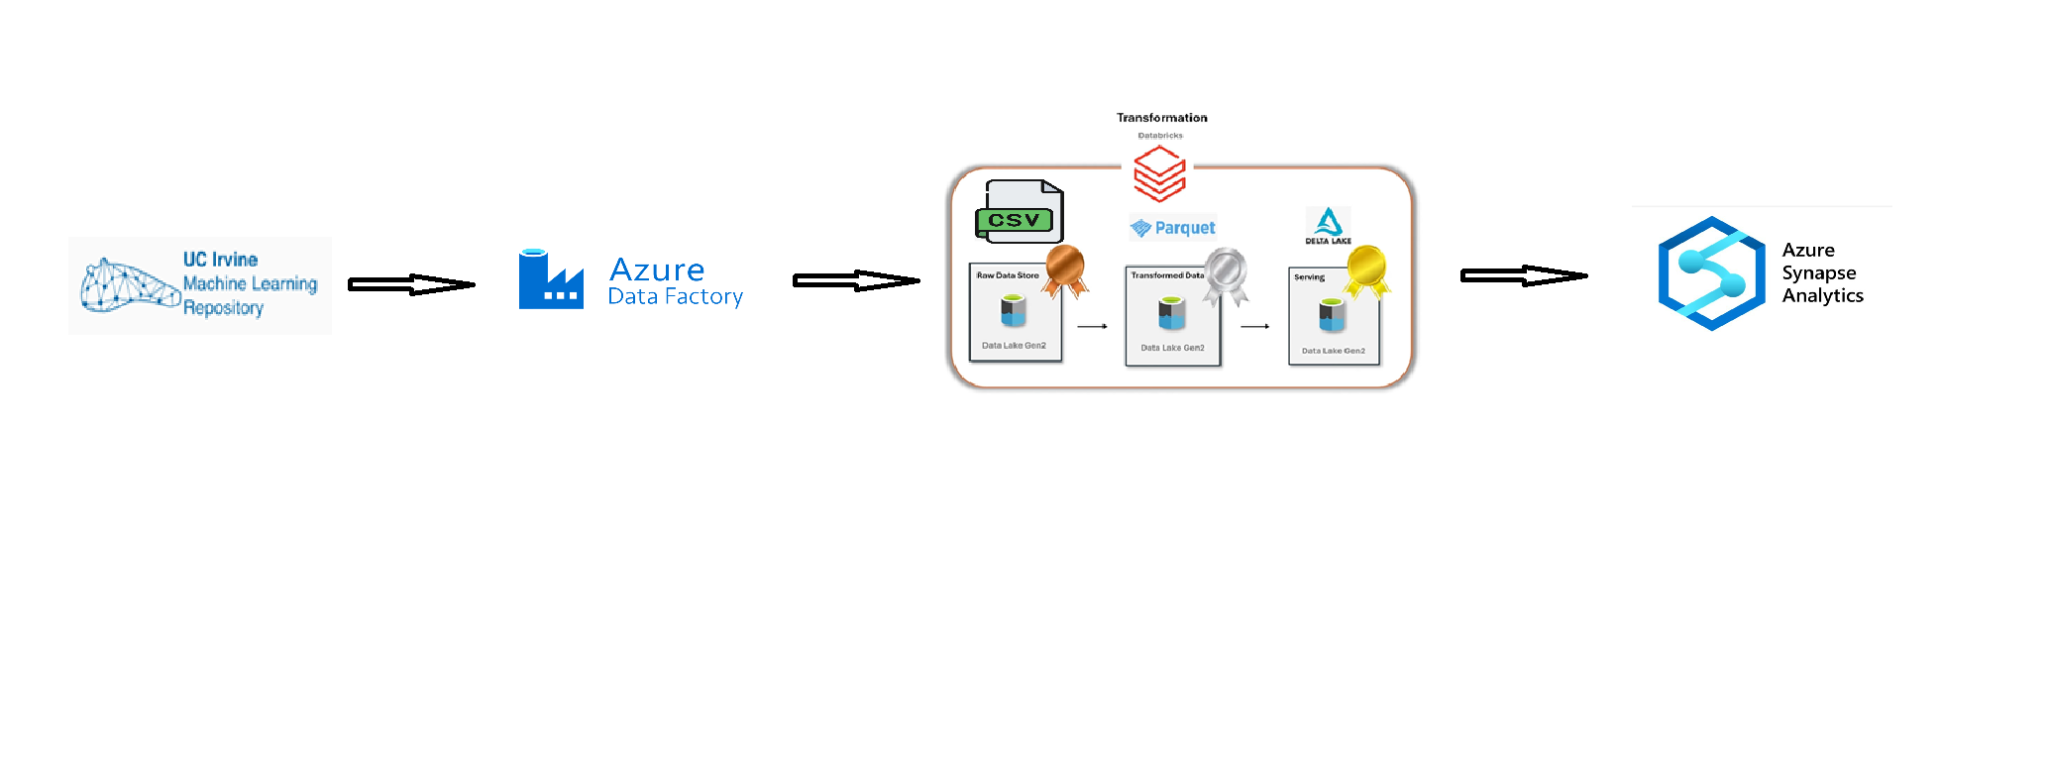 UC Irvine
Machine Learning
Repository
Azure
Data Factory
Transformation
Databricks
CSV
Parquet
DELTA LAKE
Raw Data Store
Data Lake Gen2
Transformed Data
Data Lake Gen2
Serving
Data Lake Gen2
Azure
Synapse
Analytics